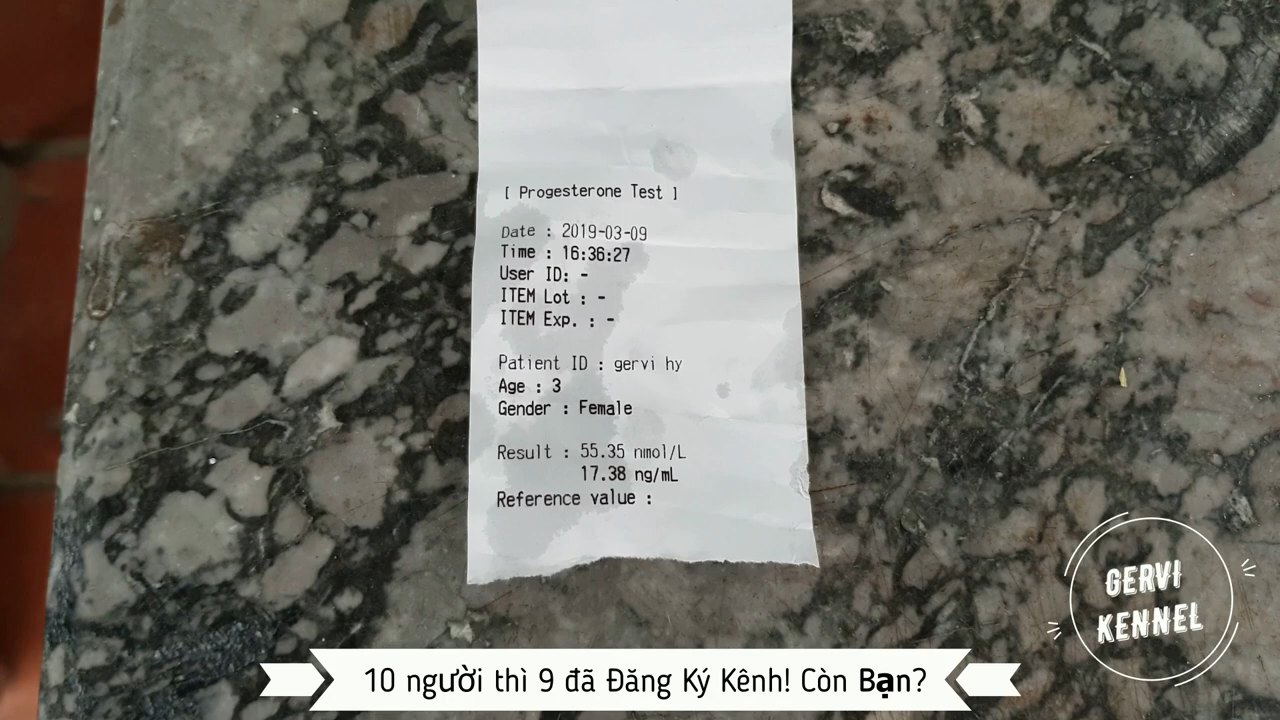 [ Progesterone Test ]
Date : 2019-03-09
Time : 16:36:27
User ID: -
ITEM Lot : -
ITEM Exp. : -
Patient ID : gervi hy
Age : 3
Gender : Female
Result : 55.35 nmol/L
17.38 ng/mL
Reference value :
GERVI
KENNEL
10 người thì 9 đã Đăng Ký Kênh! Còn Bạn?